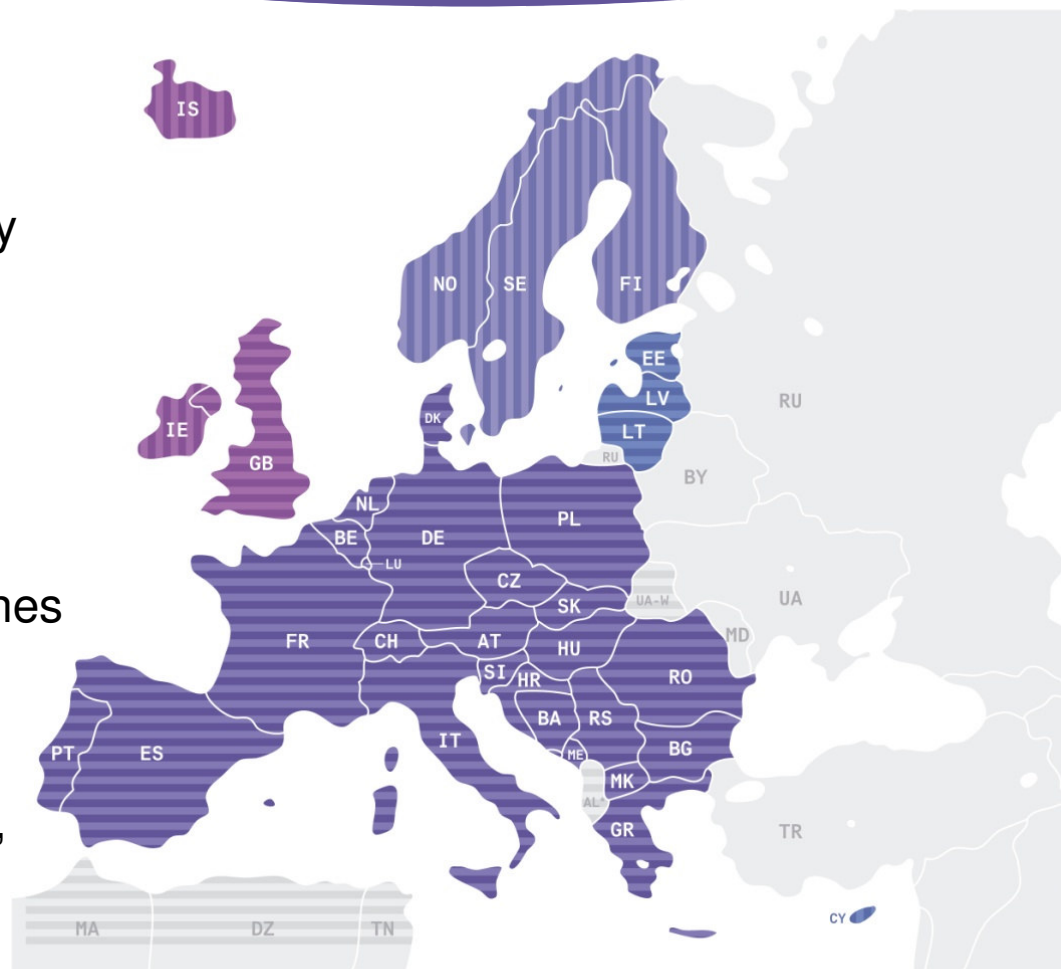 IS
y
NO
SE
FI
EE
LV
RU
LT
DK
IE
RU
GB
BY
NL
PL
BE
DE
LU
nes
CZ
UA-W
UA
SK
MD
FR
CH
AT
HU
SI
HR
RO
BA
RS
IT
PT
ES
ME
BG
MK
AL*
,
GR
TR
CY
MA
DZ
TN